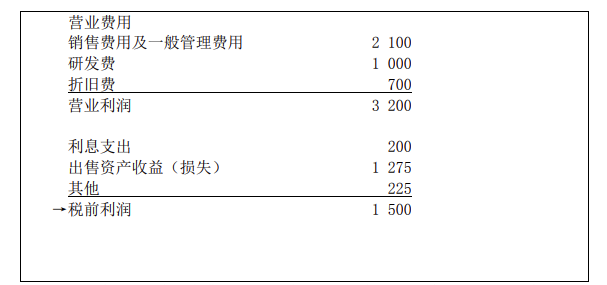 营业费用
销售费用及一般管理费用 2 100
研发费 1 000
折旧费 700
营业利润 3 200
利息支出 200
出售资产收益（损失） 1 275
其他 225
→税前利润 1 500